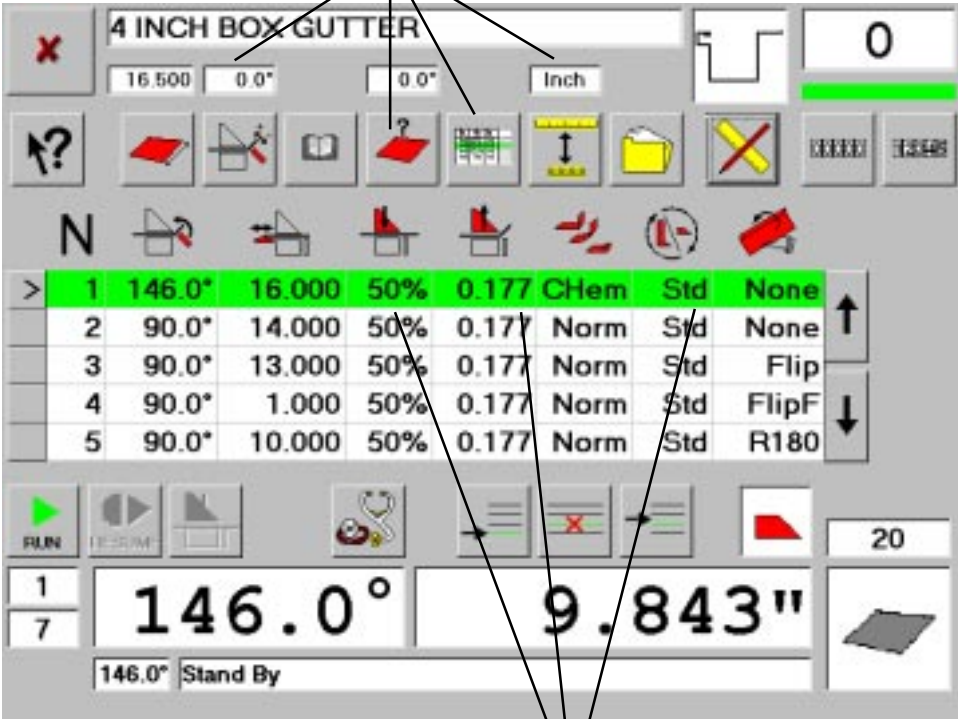 4 INCH BOX GUTTER
0
16.500 0.0° 0.0° Inch
?
?
N
> 1 146.0° 16.000 50% 0.177 CHem Std None
2 90.0° 14.000 50% 0.177 Norm Std None
3 90.0° 13.000 50% 0.177 Norm Std Flip
4 90.0° 1.000 50% 0.177 Norm Std FlipF
5 90.0° 10.000 50% 0.177 Norm Std R180
RUN
20
1
7
146.0° 9.843"
146.0° Stand By